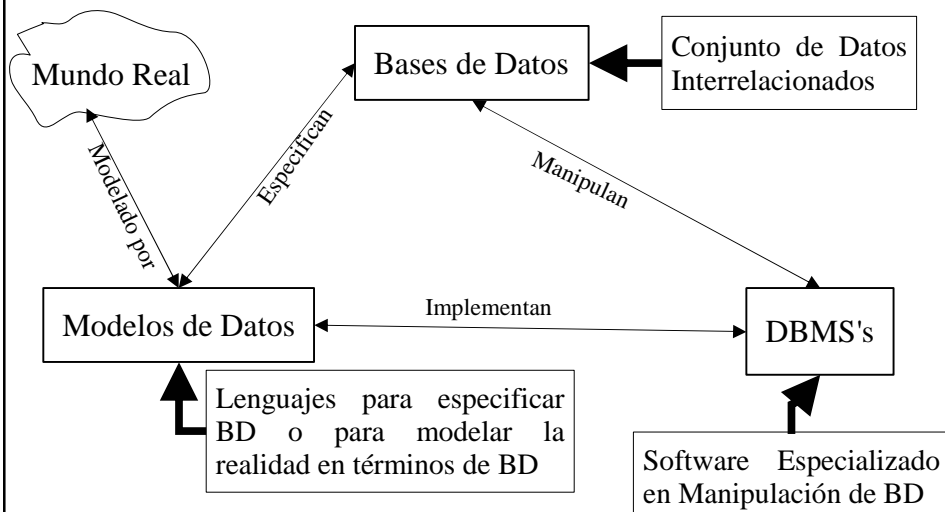 Mundo Real
Bases de Datos
Conjunto de Datos
Interrelacionados
Modelado por
Especifican
Manipulan
Modelos de Datos
Implementan
DBMS's
Lenguajes para especificar
BD o para modelar la
realidad en términos de BD
Software Especializado
en Manipulación de BD